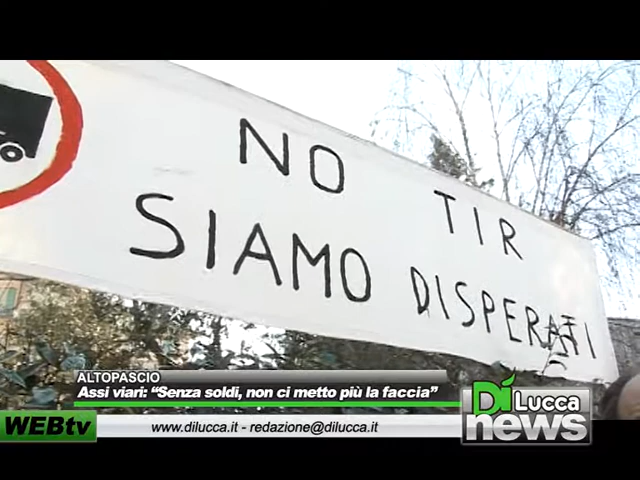 NO TIR
SIAMO DISPERATI
ALTOPASCIO
Assi viari: "Senza soldi, non ci metto più la faccia"
WEBtv
www.dilucca.it - redazione@dilucca.it
Dì Lucca
news